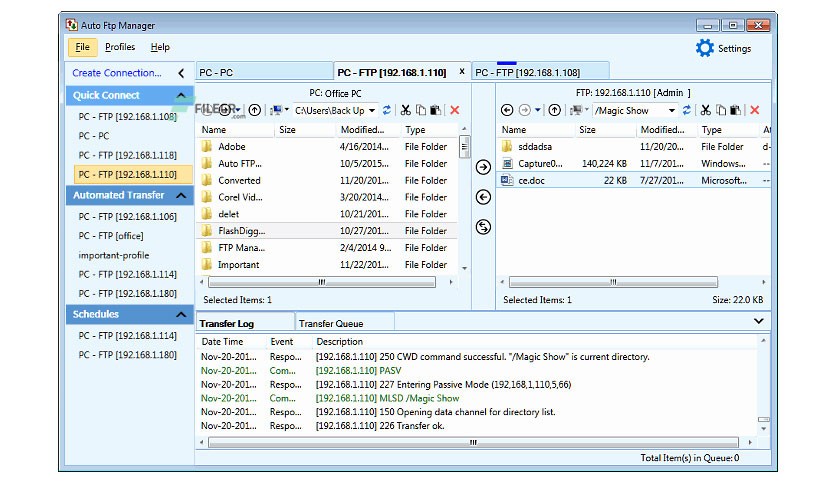 Auto Ftp Manager
File Profiles Help
Settings
Create Connection...
PC - PC
PC - FTP [192.168.1.110] x
PC - FTP [192.168.1.108]
Quick Connect
PC - FTP [192.168.1.108]
PC - PC
PC - FTP [192.168.1.118]
PC - FTP [192.168.1.110]
Automated Transfer
PC - FTP [192.168.1.106]
PC - FTP [office]
important-profile
PC - FTP [192.168.1.114]
PC - FTP [192.168.1.180]
Schedules
PC - FTP [192.168.1.114]
PC - FTP [192.168.1.180]
PC: Office PC
FILECR
.com
C:\Users\Back Up
Name Size Modified... Type
Adobe 4/16/2014... File Folder
Auto FTP... 10/5/2015... File Folder
Converted 11/20/201... File Folder
Corel Vid... 3/20/2014... File Folder
delet 10/21/201... File Folder
FlashDigg... 10/27/201... File Folder
FTP Mana... 2/4/2014 9... File Folder
Important 11/22/201... File Folder
Selected Items: 1
FTP: 192.168.1.110 [Admin ]
/Magic Show
Name Size Modified... Type At
sddadsa 11/20/20... File Folder d--
Capture0... 140,224 KB 11/7/201... Windows... ---
ce.doc 22 KB 7/27/201... Microsoft... ---
Selected Items: 1 Size: 22.0 KB
Transfer Log Transfer Queue
Date Time Event Description
Nov-20-201... Respo... [192.168.1.110] 250 CWD command successful. "/Magic Show" is current directory.
Nov-20-201... Com... [192.168.1.110] PASV
Nov-20-201... Respo... [192.168.1.110] 227 Entering Passive Mode (192,168,1,110,5,66)
Nov-20-201... Com... [192.168.1.110] MLSD /Magic Show
Nov-20-201... Respo... [192.168.1.110] 150 Opening data channel for directory list.
Nov-20-201... Respo... [192.168.1.110] 226 Transfer ok.
Total Item(s) in Queue: 0